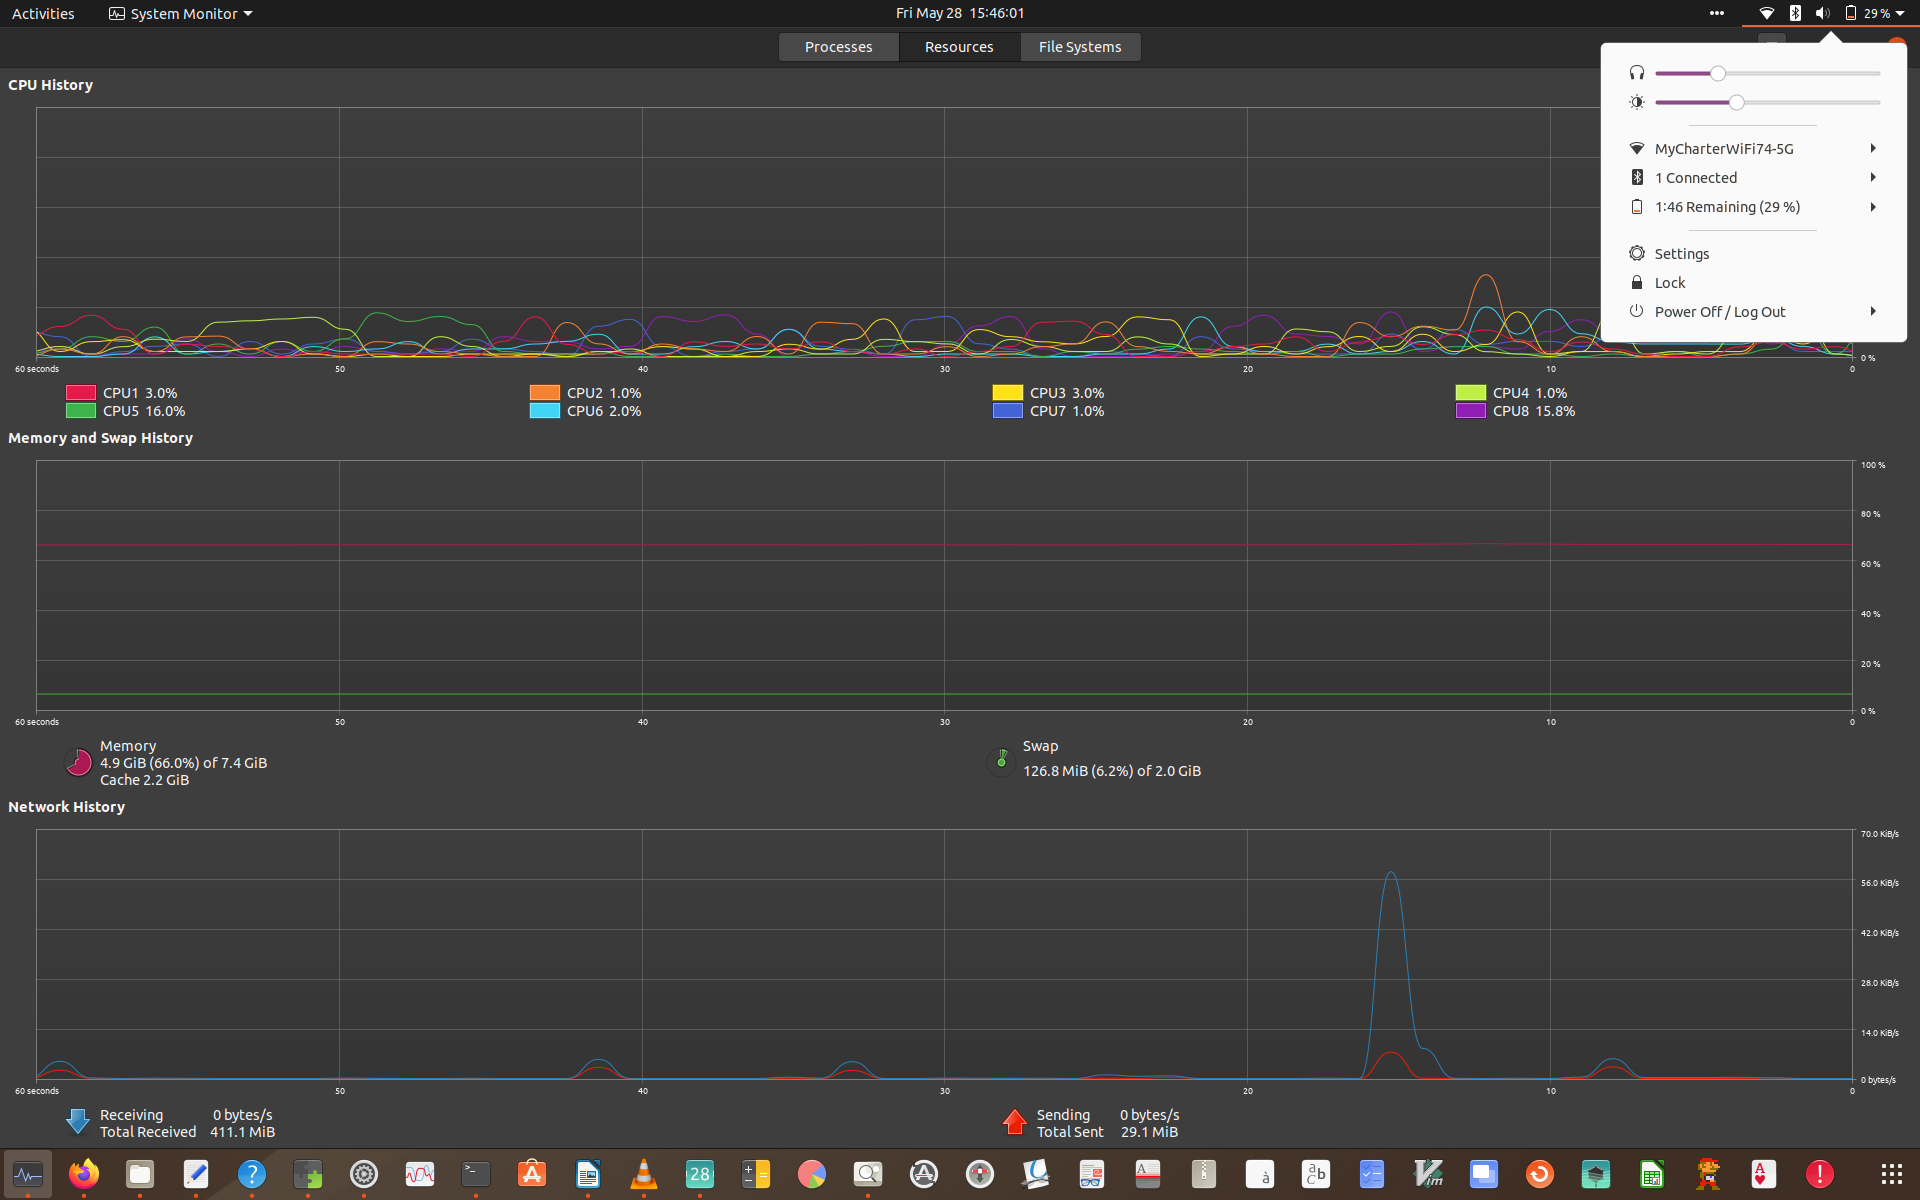 Activities
System Monitor
Fri May 28  15:46:01
29 %
Processes
Resources
File Systems
MyCharterWiFi74-5G
1 Connected
1:46 Remaining (29 %)
Settings
Lock
Power Off / Log Out
CPU History
0 %
60 seconds 50 40 30 20 10 0
CPU1 3.0% CPU2 1.0% CPU3 3.0% CPU4 1.0%
CPU5 16.0% CPU6 2.0% CPU7 1.0% CPU8 15.8%
Memory and Swap History
100 %
80 %
60 %
40 %
20 %
0 %
60 seconds 50 40 30 20 10 0
Memory
4.9 GiB (66.0%) of 7.4 GiB
Cache 2.2 GiB
Swap
126.8 MiB (6.2%) of 2.0 GiB
Network History
70.0 KiB/s
56.0 KiB/s
42.0 KiB/s
28.0 KiB/s
14.0 KiB/s
0 bytes/s
60 seconds 50 40 30 20 10 0
Receiving 0 bytes/s
Total Received 411.1 MiB
Sending 0 bytes/s
Total Sent 29.1 MiB
28